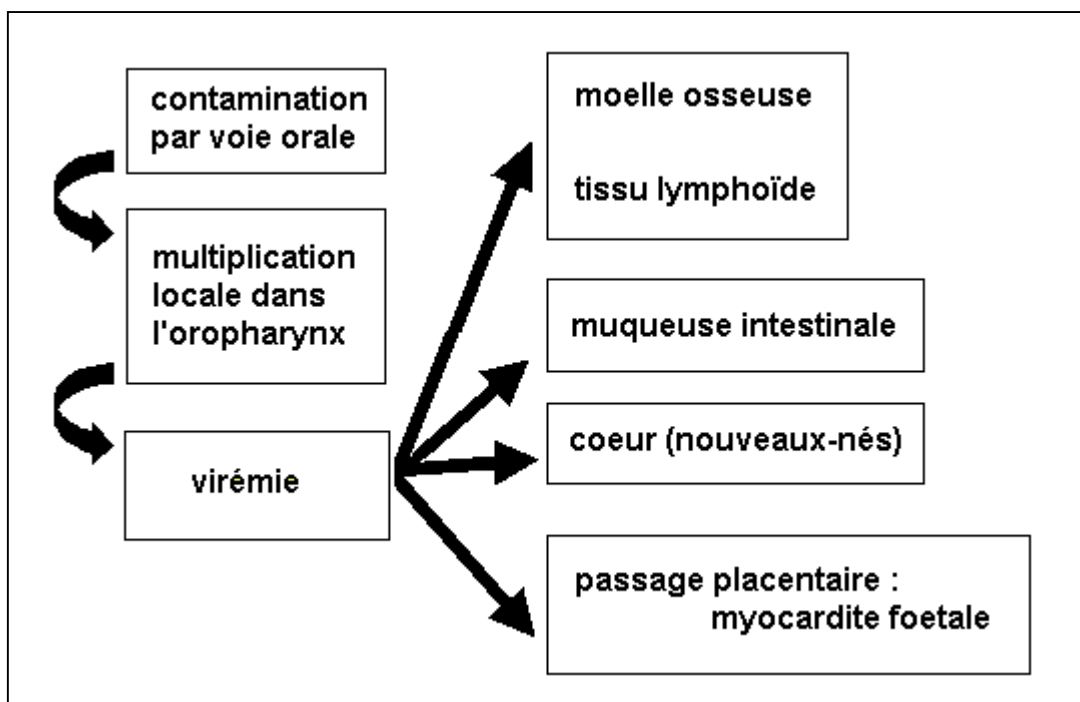 contamination
par voie orale
multiplication
locale dans
l'oropharynx
virémie
moelle osseuse
tissu lymphoïde
muqueuse intestinale
coeur (nouveaux-nés)
passage placentaire :
myocardite foetale